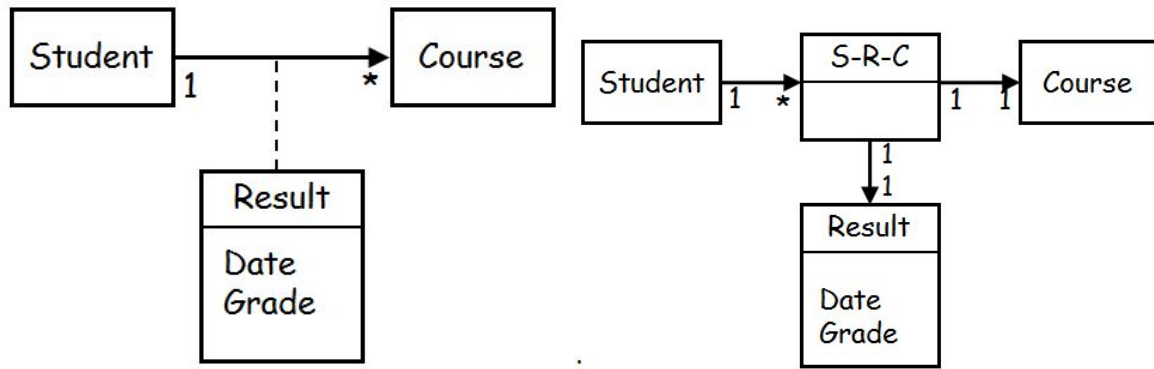 Student
1
*
Course
Result
Date
Grade
Student
1
*
S-R-C
1
1
Course
1
1
Result
Date
Grade